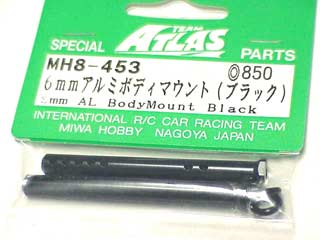 TEAM
SPECIAL ATLAS PARTS
MH8-453 ◎850
6mmアルミボディマウント(ブラック)
AL BodyMount Black
INTERNATIONAL R/C CAR RACING TEAM
MIWA HOBBY NAGOYA JAPAN